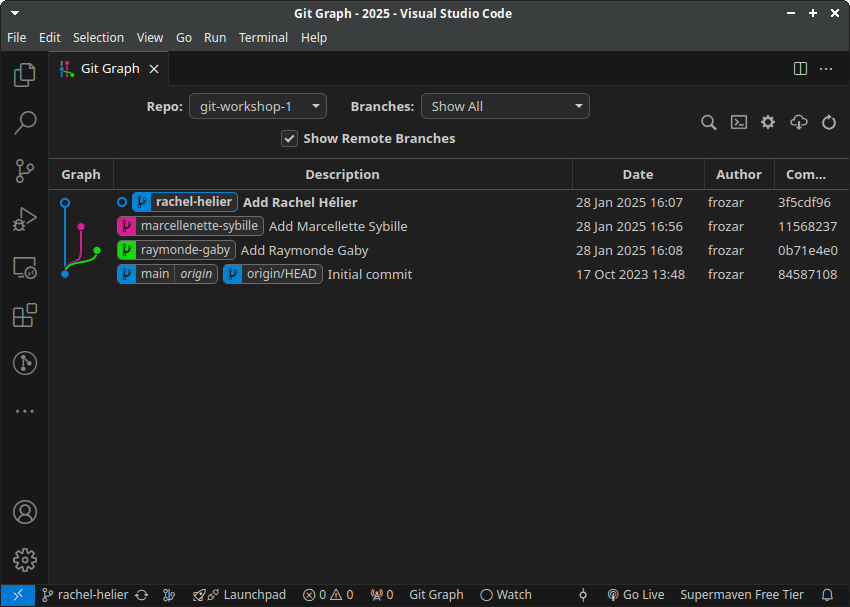 Git Graph - 2025 - Visual Studio Code
File Edit Selection View Go Run Terminal Help
Git Graph
Repo: git-workshop-1 Branches: Show All
Show Remote Branches
Graph Description Date Author Com...
rachel-helier Add Rachel Hélier 28 Jan 2025 16:07 frozar 3f5cdf96
marcellenette-sybille Add Marcellette Sybille 28 Jan 2025 16:56 frozar 11568237
raymonde-gaby Add Raymonde Gaby 28 Jan 2025 16:08 frozar 0b71e4e0
main origin origin/HEAD Initial commit 17 Oct 2023 13:48 frozar 84587108
rachel-helier Launchpad 0 0 0 Git Graph Watch Go Live Supermaven Free Tier